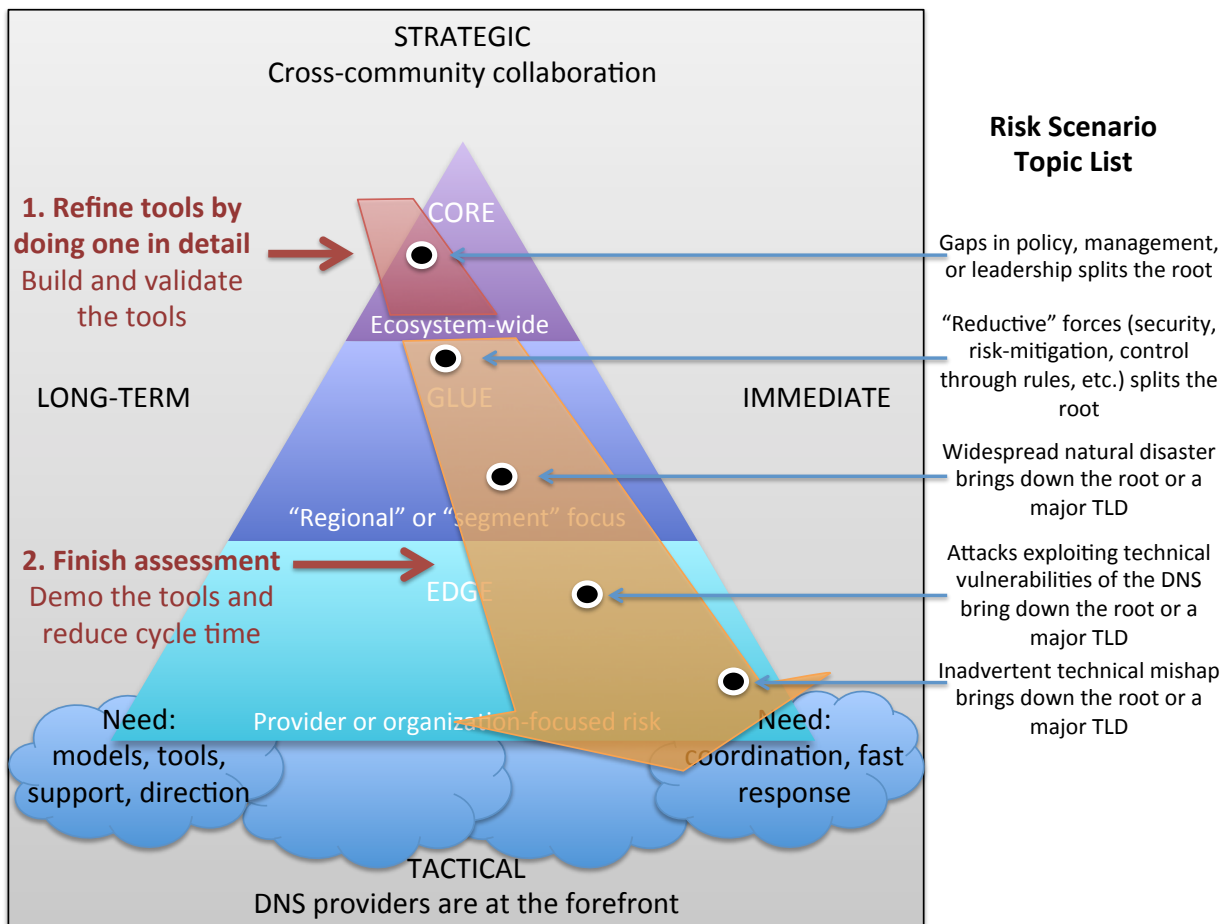 STRATEGIC
Cross-community collaboration
Risk Scenario
Topic List
1. Refine tools by
doing one in detail
Build and validate
the tools
CORE
Ecosystem-wide
Gaps in policy, management,
or leadership splits the root
“Reductive” forces (security,
risk-mitigation, control
through rules, etc.) splits the
root
LONG-TERM
GLUE
IMMEDIATE
“Regional” or “segment” focus
Widespread natural disaster
brings down the root or a
major TLD
2. Finish assessment
Demo the tools and
reduce cycle time
EDGE
Attacks exploiting technical
vulnerabilities of the DNS
bring down the root or a
major TLD
Inadvertent technical mishap
brings down the root or a
major TLD
Provider or organization-focused risk
Need:
models, tools,
support, direction
Need:
coordination, fast
response
TACTICAL
DNS providers are at the forefront